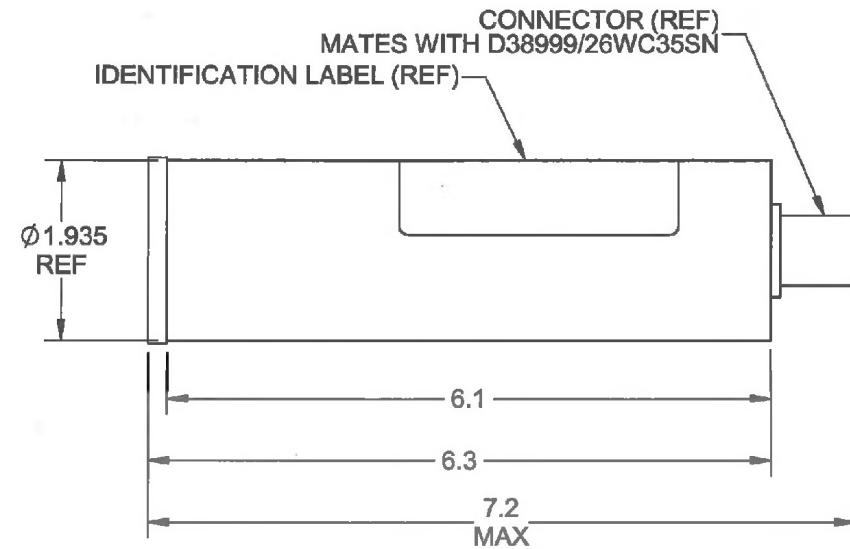 CONNECTOR (REF)
MATES WITH D38999/26WC35SN
IDENTIFICATION LABEL (REF)
Ø1.935
REF
6.1
6.3
7.2
MAX